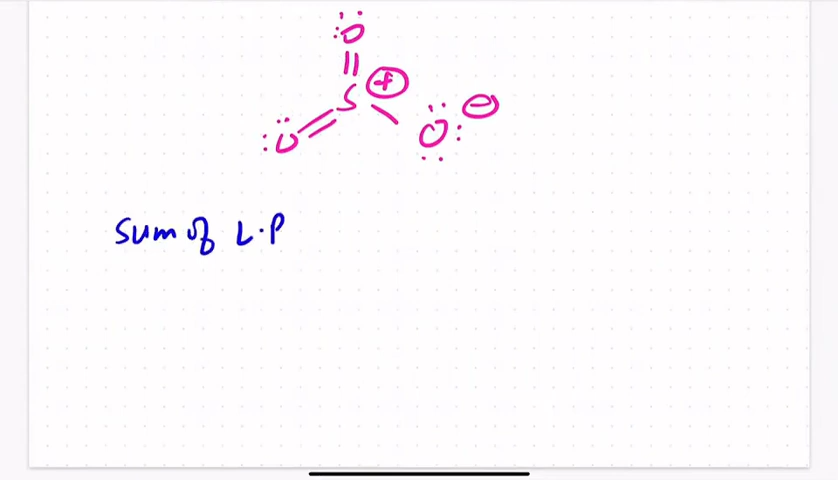 :Ö
||
S ⊕
:Ö = Ö: ⊖
Sum of L.P